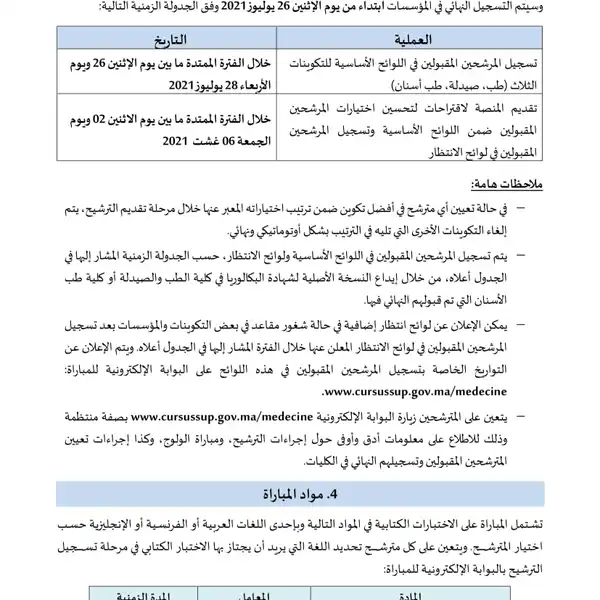 وسيتم التسجيل النهائي في المؤسسات ابتداء من يوم الإثنين 26 يوليوز 2021 وفق الجدولة الزمنية التالية:
العملية التاريخ
تسجيل المرشحين المقبولين في اللوائح الأساسية للتكوينات خلال الفترة الممتدة ما بين يوم الإثنين 26 ويوم
الثلاث (طب، صيدلة، طب أسنان) الأربعاء 28 يوليوز 2021
تقديم المنصة لاقتراحات لتحسين اختيارات المرشحين
المقبولين ضمن اللوائح الأساسية وتسجيل المرشحين خلال الفترة الممتدة ما بين يوم الاثنين 02 ويوم
المقبولين في لوائح الانتظار الجمعة 06 غشت 2021
ملاحظات هامة:
– في حالة تعيين أي مترشح في أفضل تكوين ضمن ترتيب اختياراته المعبر عنها خلال مرحلة تقديم الترشيح، يتم
إلغاء التكوينات الأخرى التي تليه في الترتيب بشكل أوتوماتيكي ونهائي.
– يتم تسجيل المرشحين المقبولين في اللوائح الأساسية ولوائح الانتظار، حسب الجدولة الزمنية المشار إليها في
الجدول أعلاه، من خلال إيداع النسخة الأصلية لشهادة البكالوريا في كلية الطب والصيدلة أو كلية طب
الأسنان التي تم قبولهم النهائي فيها.
– يمكن الإعلان عن لوائح انتظار إضافية في حالة شغور مقاعد في بعض التكوينات والمؤسسات بعد تسجيل
المرشحين المقبولين في لوائح الانتظار المعلن عنها خلال الفترة المشار إليها في الجدول أعلاه. ويتم الإعلان عن
التواريخ الخاصة بتسجيل المرشحين المقبولين في هذه اللوائح على البوابة الإلكترونية للمباراة:
www.cursussup.gov.ma/medecine.
– يتعين على المترشحين زيارة البوابة الإلكترونية www.cursussup.gov.ma/medecine بصفة منتظمة
وذلك للاطلاع على معلومات أدق وأوفى حول إجراءات الترشيح، ومباراة الولوج، وكذا إجراءات تعيين
المترشحين المقبولين وتسجيلهم النهائي في الكليات.
4. مواد المباراة
تشتمل المباراة على الاختبارات الكتابية في المواد التالية وبإحدى اللغات العربية أو الفرنسية أو الإنجليزية حسب
اختيار المترشح. ويتعين على كل مترشح تحديد اللغة التي يريد أن يجتاز بها الاختبار الكتابي في مرحلة تسجيل
الترشيح بالبوابة الإلكترونية للمباراة:
المادة المعامل المدة الزمنية